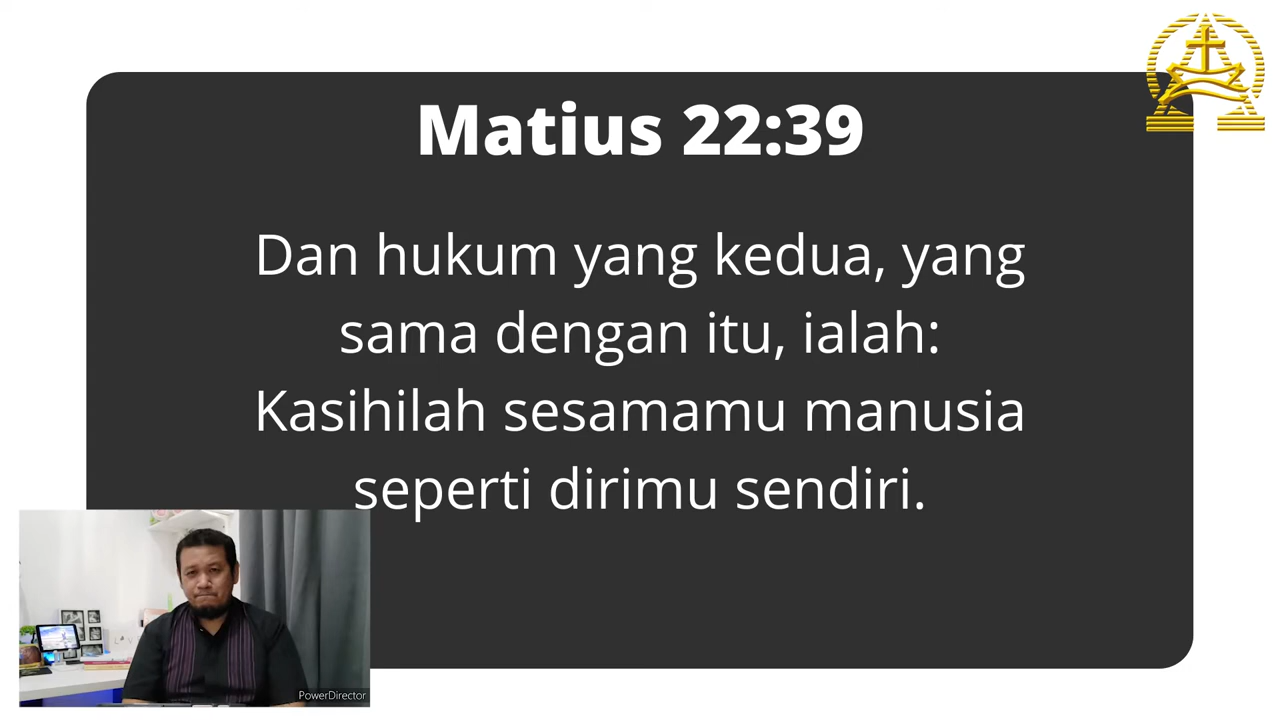 Matius 22:39
Dan hukum yang kedua, yang
sama dengan itu, ialah:
Kasihilah sesamamu manusia
seperti dirimu sendiri.
PowerDirector